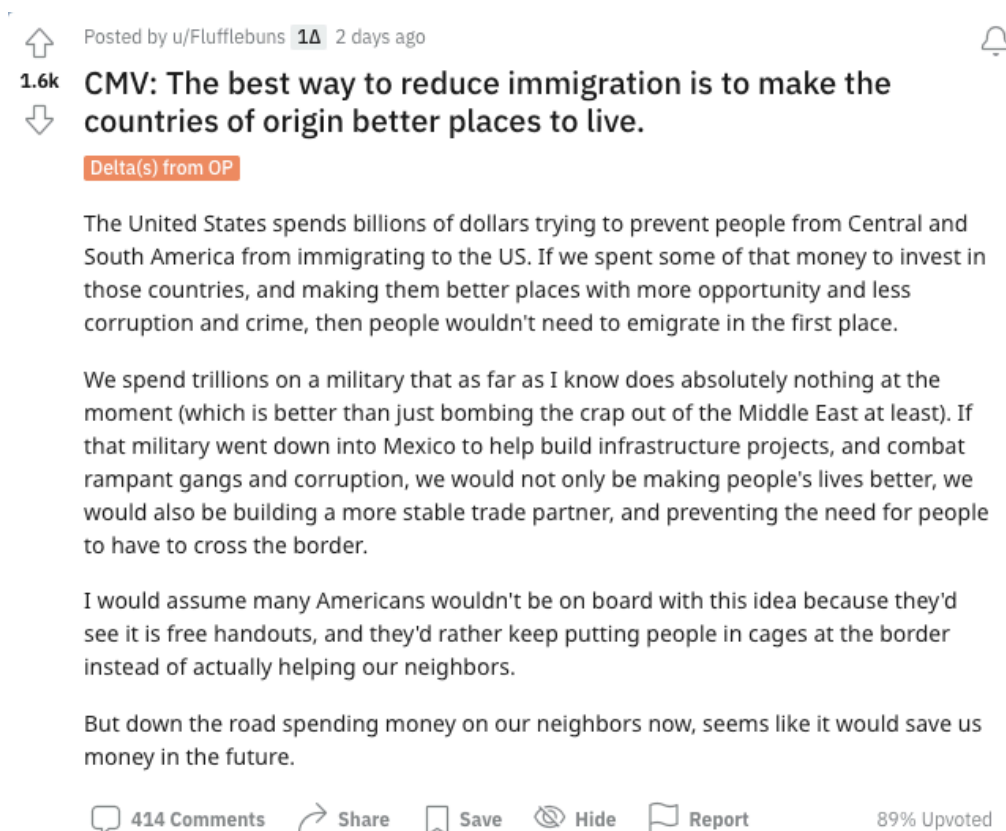 Posted by u/Flufflebuns 1Δ 2 days ago
1.6k
CMV: The best way to reduce immigration is to make the
countries of origin better places to live.
Delta(s) from OP
The United States spends billions of dollars trying to prevent people from Central and
South America from immigrating to the US. If we spent some of that money to invest in
those countries, and making them better places with more opportunity and less
corruption and crime, then people wouldn't need to emigrate in the first place.
We spend trillions on a military that as far as I know does absolutely nothing at the
moment (which is better than just bombing the crap out of the Middle East at least). If
that military went down into Mexico to help build infrastructure projects, and combat
rampant gangs and corruption, we would not only be making people's lives better, we
would also be building a more stable trade partner, and preventing the need for people
to have to cross the border.
I would assume many Americans wouldn't be on board with this idea because they'd
see it is free handouts, and they'd rather keep putting people in cages at the border
instead of actually helping our neighbors.
But down the road spending money on our neighbors now, seems like it would save us
money in the future.
414 Comments Share Save Hide Report 89% Upvoted